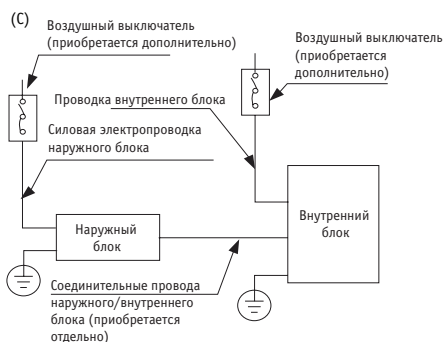 (C)
Воздушный выключатель
(приобретается дополнительно)
Воздушный выключатель
(приобретается
дополнительно)
Проводка внутреннего блока
Силовая электропроводка
наружного блока
Наружный
блок
Внутренний
блок
Соединительные провода
наружного/внутреннего
блока (приобретается
отдельно)